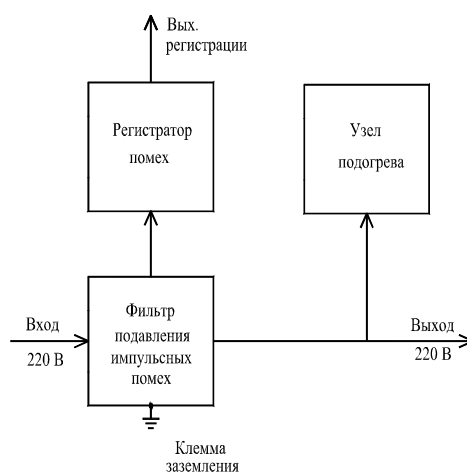 Вых.
регистрации
Регистратор
помех
Узел
подогрева
Вход
220 В
Фильтр
подавления
импульсных
помех
Выход
220 В
Клемма
заземления